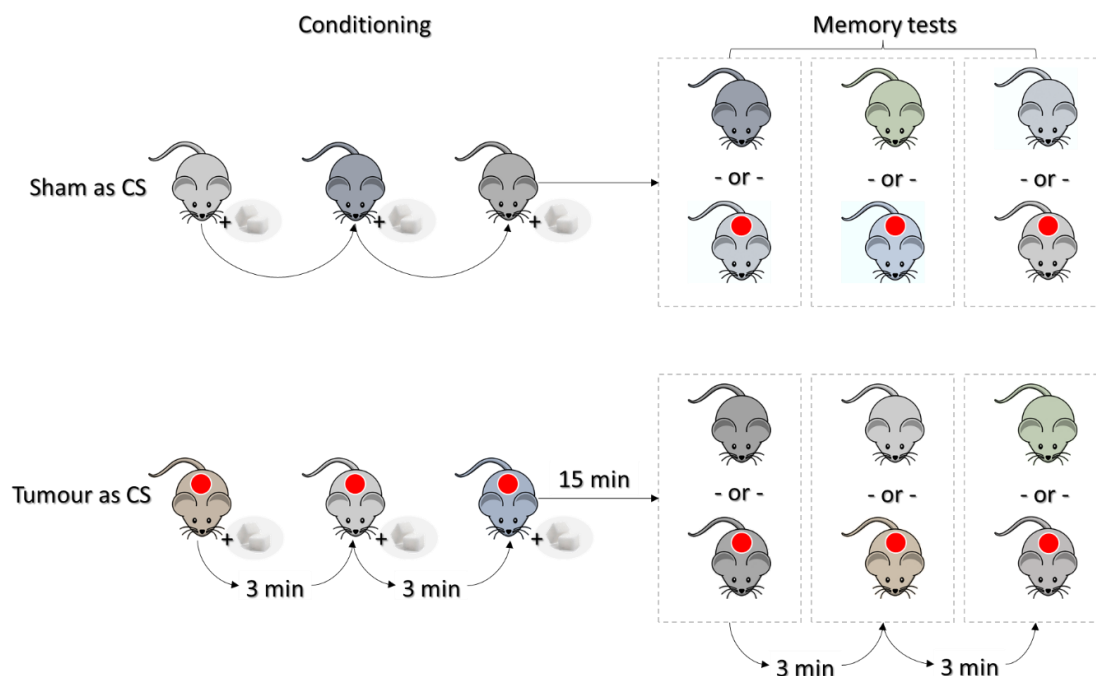 Conditioning
Memory tests
Sham as CS
+
+
+
- or -
- or -
- or -
Tumour as CS
+
+
+
15 min
- or -
- or -
- or -
3 min
3 min
3 min
3 min